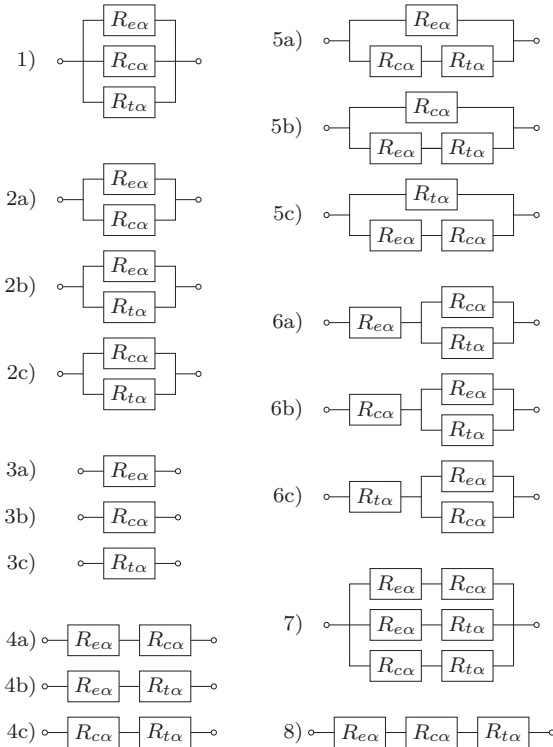 1)
R_{eα}
R_{cα}
R_{tα}
2a)
R_{eα}
R_{cα}
2b)
R_{eα}
R_{tα}
2c)
R_{cα}
R_{tα}
3a) R_{eα}
3b) R_{cα}
3c) R_{tα}
4a) R_{eα} R_{cα}
4b) R_{eα} R_{tα}
4c) R_{cα} R_{tα}
5a)
R_{eα}
R_{cα} R_{tα}
5b)
R_{cα}
R_{eα} R_{tα}
5c)
R_{tα}
R_{eα} R_{cα}
6a) R_{eα}
R_{cα}
R_{tα}
6b) R_{cα}
R_{eα}
R_{tα}
6c) R_{tα}
R_{eα}
R_{cα}
7)
R_{eα} R_{cα}
R_{eα} R_{tα}
R_{cα} R_{tα}
8) R_{eα} R_{cα} R_{tα}